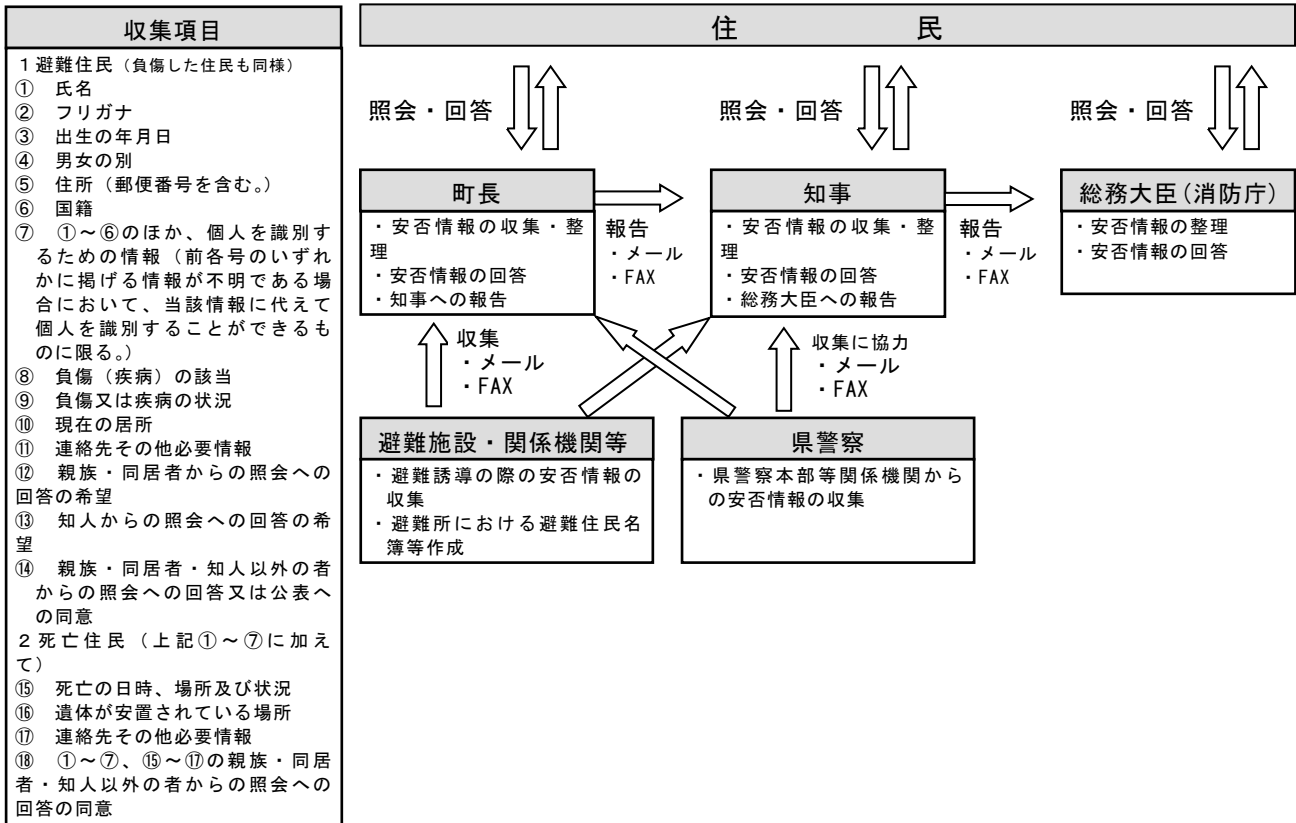 収集項目
1避難住民（負傷した住民も同様）
① 氏名
② フリガナ
③ 出生の年月日
④ 男女の別
⑤ 住所（郵便番号を含む。）
⑥ 国籍
⑦ ①～⑥のほか、個人を識別す
るための情報（前各号のいずれ
かに掲げる情報が不明である場
合において、当該情報に代えて
個人を識別することができるも
のに限る。）
⑧ 負傷（疾病）の該当
⑨ 負傷又は疾病の状況
⑩ 現在の居所
⑪ 連絡先その他必要情報
⑫ 親族・同居者からの照会への
回答の希望
⑬ 知人からの照会への回答の希
望
⑭ 親族・同居者・知人以外の者
からの照会への回答又は公表へ
の同意
2死亡住民（上記①～⑦に加え
て）
⑮ 死亡の日時、場所及び状況
⑯ 遺体が安置されている場所
⑰ 連絡先その他必要情報
⑱ ①～⑦、⑮～⑰の親族・同居
者・知人以外の者からの照会への
回答の同意
住 民
照会・回答
照会・回答
照会・回答
町長
・安否情報の収集・整
理
・安否情報の回答
・知事への報告
報告
・メール
・FAX
知事
・安否情報の収集・整
理
・安否情報の回答
・総務大臣への報告
報告
・メール
・FAX
総務大臣(消防庁)
・安否情報の整理
・安否情報の回答
収集
・メール
・FAX
収集に協力
・メール
・FAX
避難施設・関係機関等
・避難誘導の際の安否情報の
収集
・避難所における避難住民名
簿等作成
県警察
・県警察本部等関係機関から
の安否情報の収集